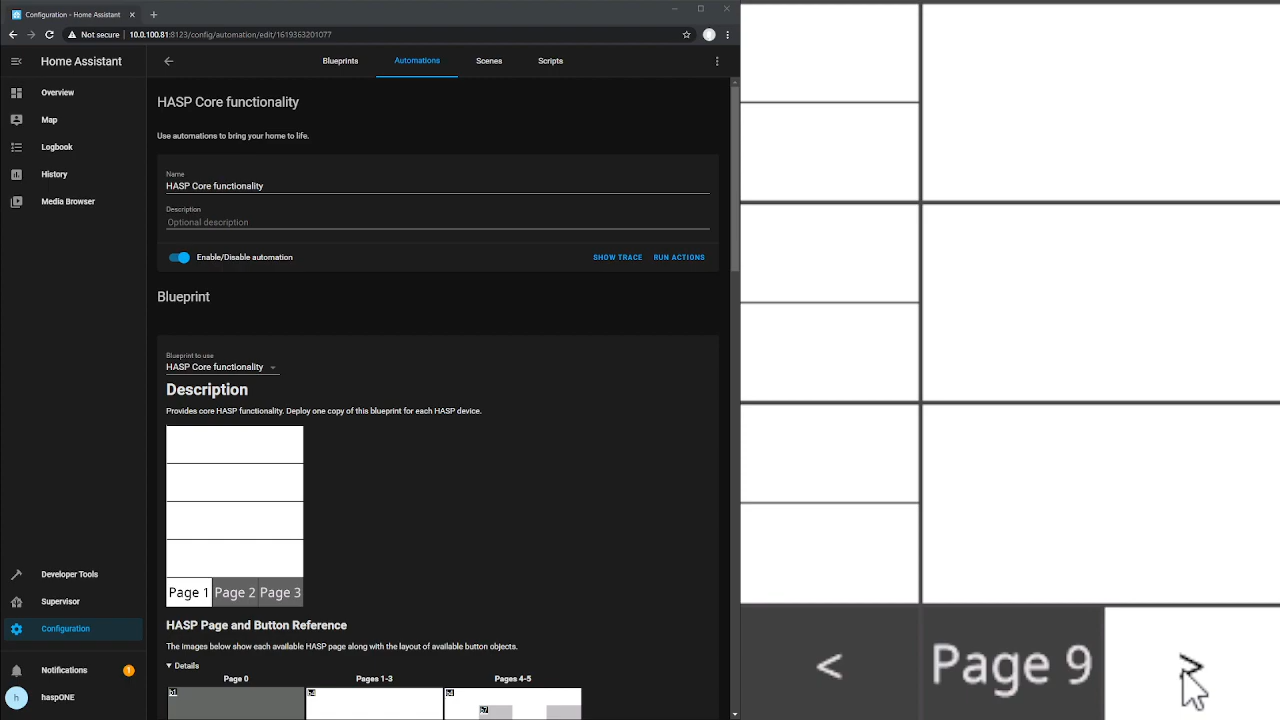 Configuration - Home Assistant
Not secure
10.0.100.81:8123/config/automation/edit/1619363201077
Home Assistant
Blueprints
Automations
Scenes
Scripts
Overview
Map
Logbook
History
Media Browser
Developer Tools
Supervisor
Configuration
Notifications
1
h
haspONE
HASP Core functionality
Use automations to bring your home to life.
Name
HASP Core functionality
Description
Optional description
Enable/Disable automation
SHOW TRACE
RUN ACTIONS
Blueprint
Blueprint to use
HASP Core functionality
Description
Provides core HASP functionality. Deploy one copy of this blueprint for each HASP device.
Page 1
Page 2
Page 3
HASP Page and Button Reference
The images below show each available HASP page along with the layout of available button objects.
Details
Page 0
Pages 1-3
Pages 4-5
<
Page 9
>